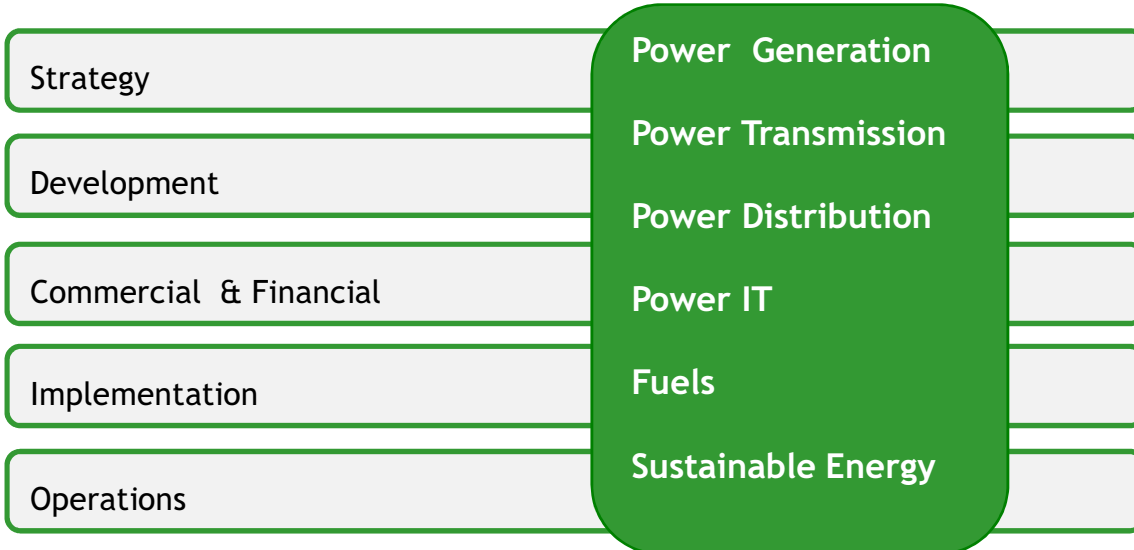 Strategy
Development
Commercial & Financial
Implementation
Operations
Power Generation
Power Transmission
Power Distribution
Power IT
Fuels
Sustainable Energy